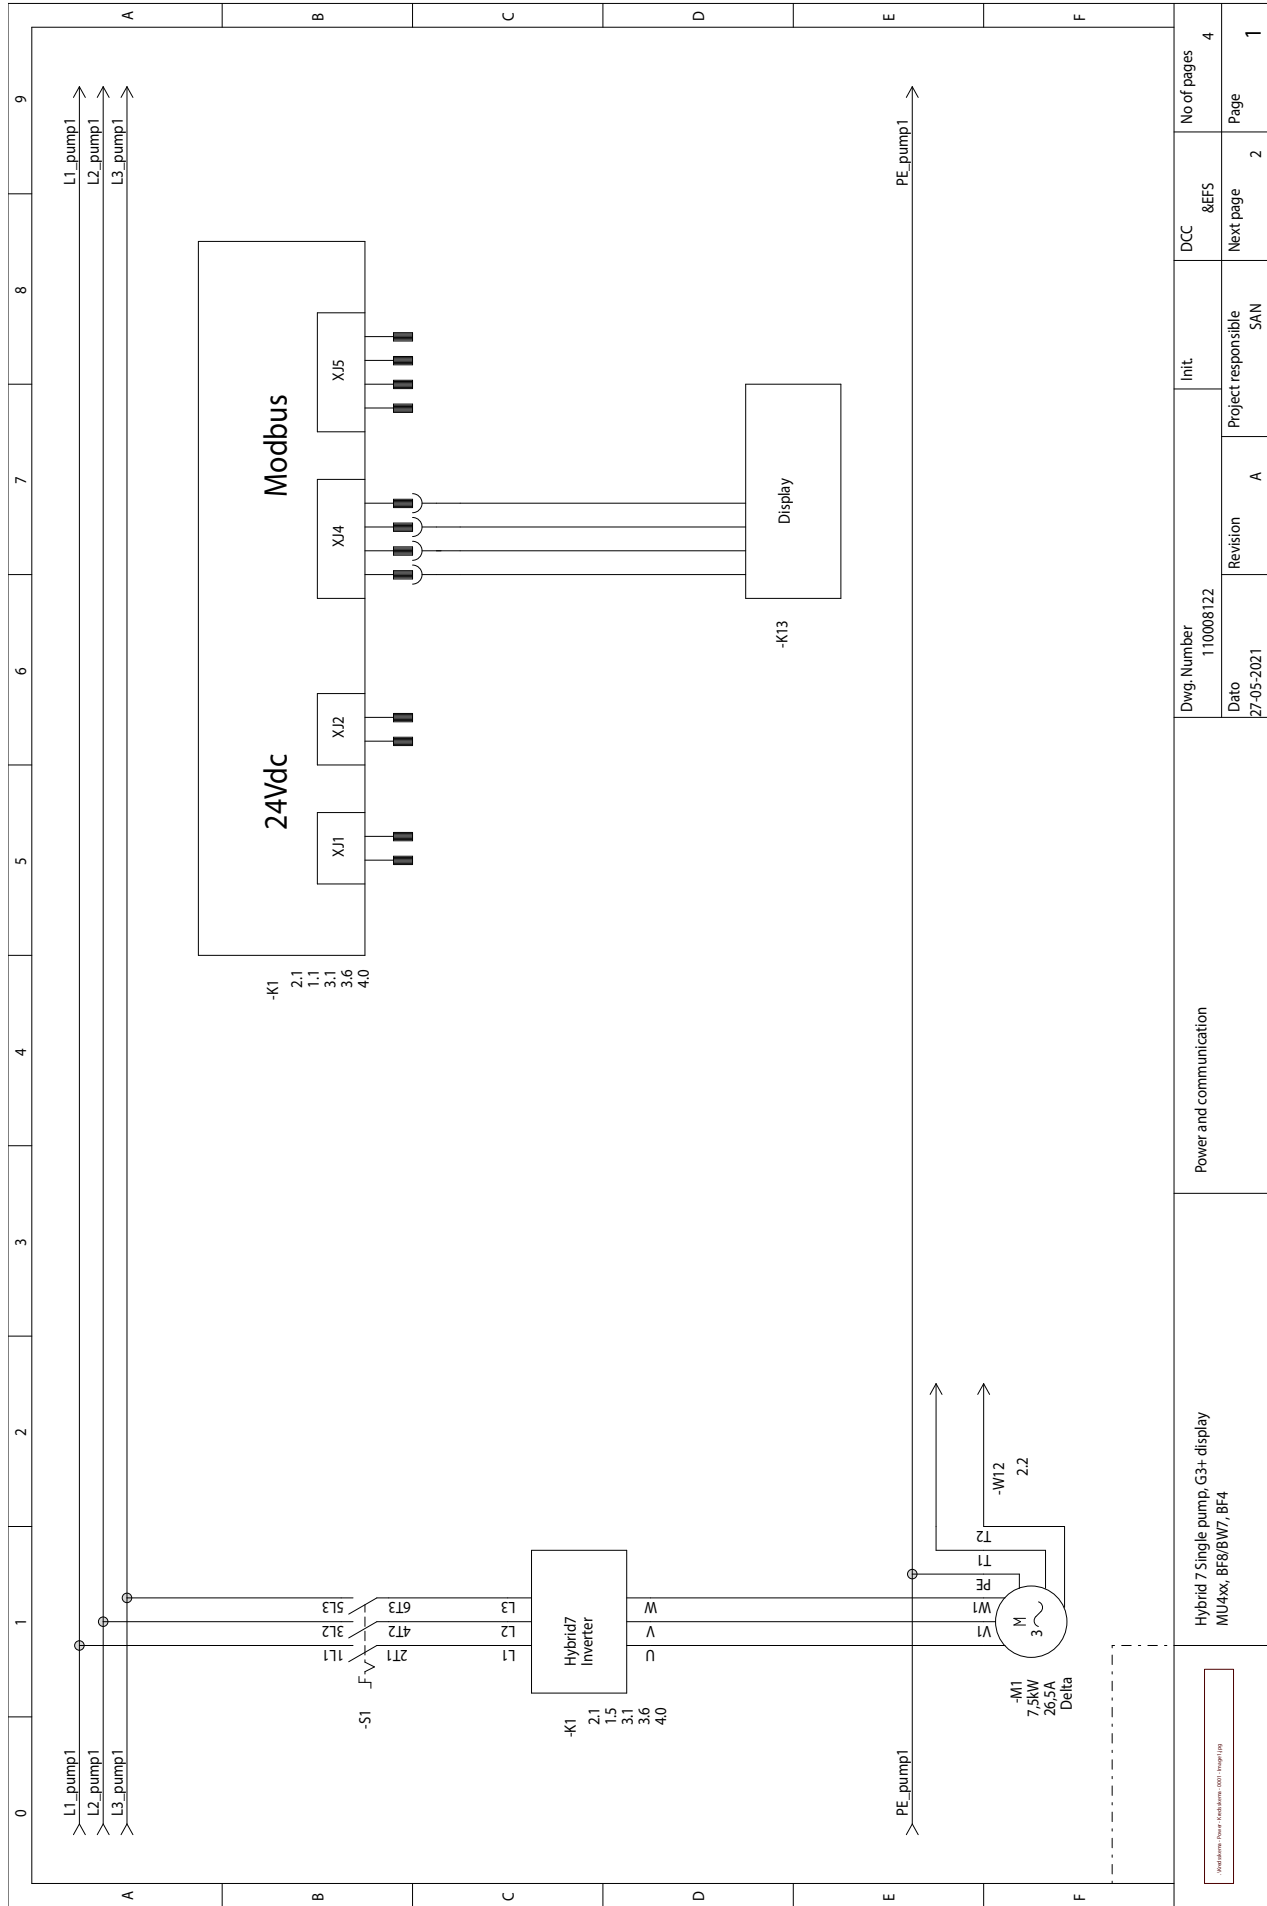 0
1
2
3
4
5
6
7
8
9
A
B
C
D
E
F
A
B
C
D
E
F
L1_pump1
L2_pump1
L3_pump1
L1_pump1
L2_pump1
L3_pump1
-K1
2.1
1.1
3.1
3.6
4.0
24Vdc
Modbus
XJ1
XJ2
XJ4
XJ5
-S1
1L1
3L2
5L3
2T1
4T2
6T3
L1
L2
L3
-K1
2.1
1.5
3.1
3.6
4.0
Hybrid7
Inverter
U
V
W
-K13
Display
PE_pump1
PE_pump1
V1
W1
PE
T1
T2
-W12
2.2
-M1
7,5kW
26,5A
Delta
M
3
Hybrid 7 Single pump, G3+ display
MU4xx, BF8/BW7, BF4
Power and communication
Dwg. Number
110008122
Init.
DCC
&EFS
No of pages
4
Dato
27-05-2021
Revision
A
Project responsible
SAN
Next page
2
Page
1